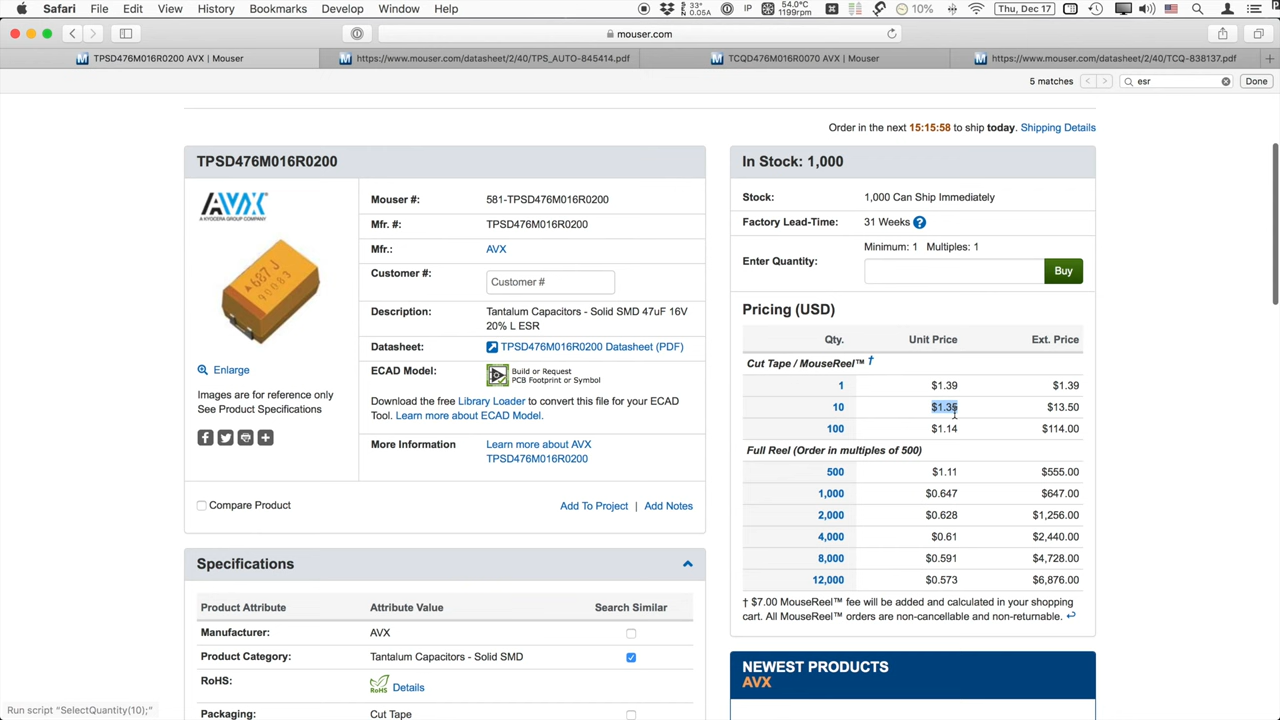 Safari File Edit View History Bookmarks Develop Window Help
33° 0.05A IP 54.0°C 1199rpm 10% Thu, Dec 17
mouser.com
TPSD476M016R0200 AVX | Mouser
https://www.mouser.com/datasheet/2/40/TPS_AUTO-845414.pdf
TCQD476M016R0070 AVX | Mouser
https://www.mouser.com/datasheet/2/40/TCQ-838137.pdf
5 matches
esr
Done
Order in the next 15:15:58 to ship today. Shipping Details
TPSD476M016R0200
AVX
A KYOCERA GROUP COMPANY
687J
90083
Enlarge
Images are for reference only
See Product Specifications
Mouser #: 581-TPSD476M016R0200
Mfr. #: TPSD476M016R0200
Mfr.: AVX
Customer #: Customer #
Description: Tantalum Capacitors - Solid SMD 47uF 16V
20% L ESR
Datasheet: TPSD476M016R0200 Datasheet (PDF)
ECAD Model: Build or Request
PCB Footprint or Symbol
Download the free Library Loader to convert this file for your ECAD
Tool. Learn more about ECAD Model.
More Information Learn more about AVX
TPSD476M016R0200
Compare Product
Add To Project | Add Notes
Specifications
Product Attribute Attribute Value Search Similar
Manufacturer: AVX
Product Category: Tantalum Capacitors - Solid SMD
RoHS: RoHS Details
Packaging: Cut Tape
In Stock: 1,000
Stock: 1,000 Can Ship Immediately
Factory Lead-Time: 31 Weeks ?
Minimum: 1 Multiples: 1
Enter Quantity: Buy
Pricing (USD)
Qty. Unit Price Ext. Price
Cut Tape / MouseReel™ †
1 $1.39 $1.39
10 $1.35 $13.50
100 $1.14 $114.00
Full Reel (Order in multiples of 500)
500 $1.11 $555.00
1,000 $0.647 $647.00
2,000 $0.628 $1,256.00
4,000 $0.61 $2,440.00
8,000 $0.591 $4,728.00
12,000 $0.573 $6,876.00
† $7.00 MouseReel™ fee will be added and calculated in your shopping
cart. All MouseReel™ orders are non-cancellable and non-returnable.
NEWEST PRODUCTS
AVX
Run script "SelectQuantity(10);"